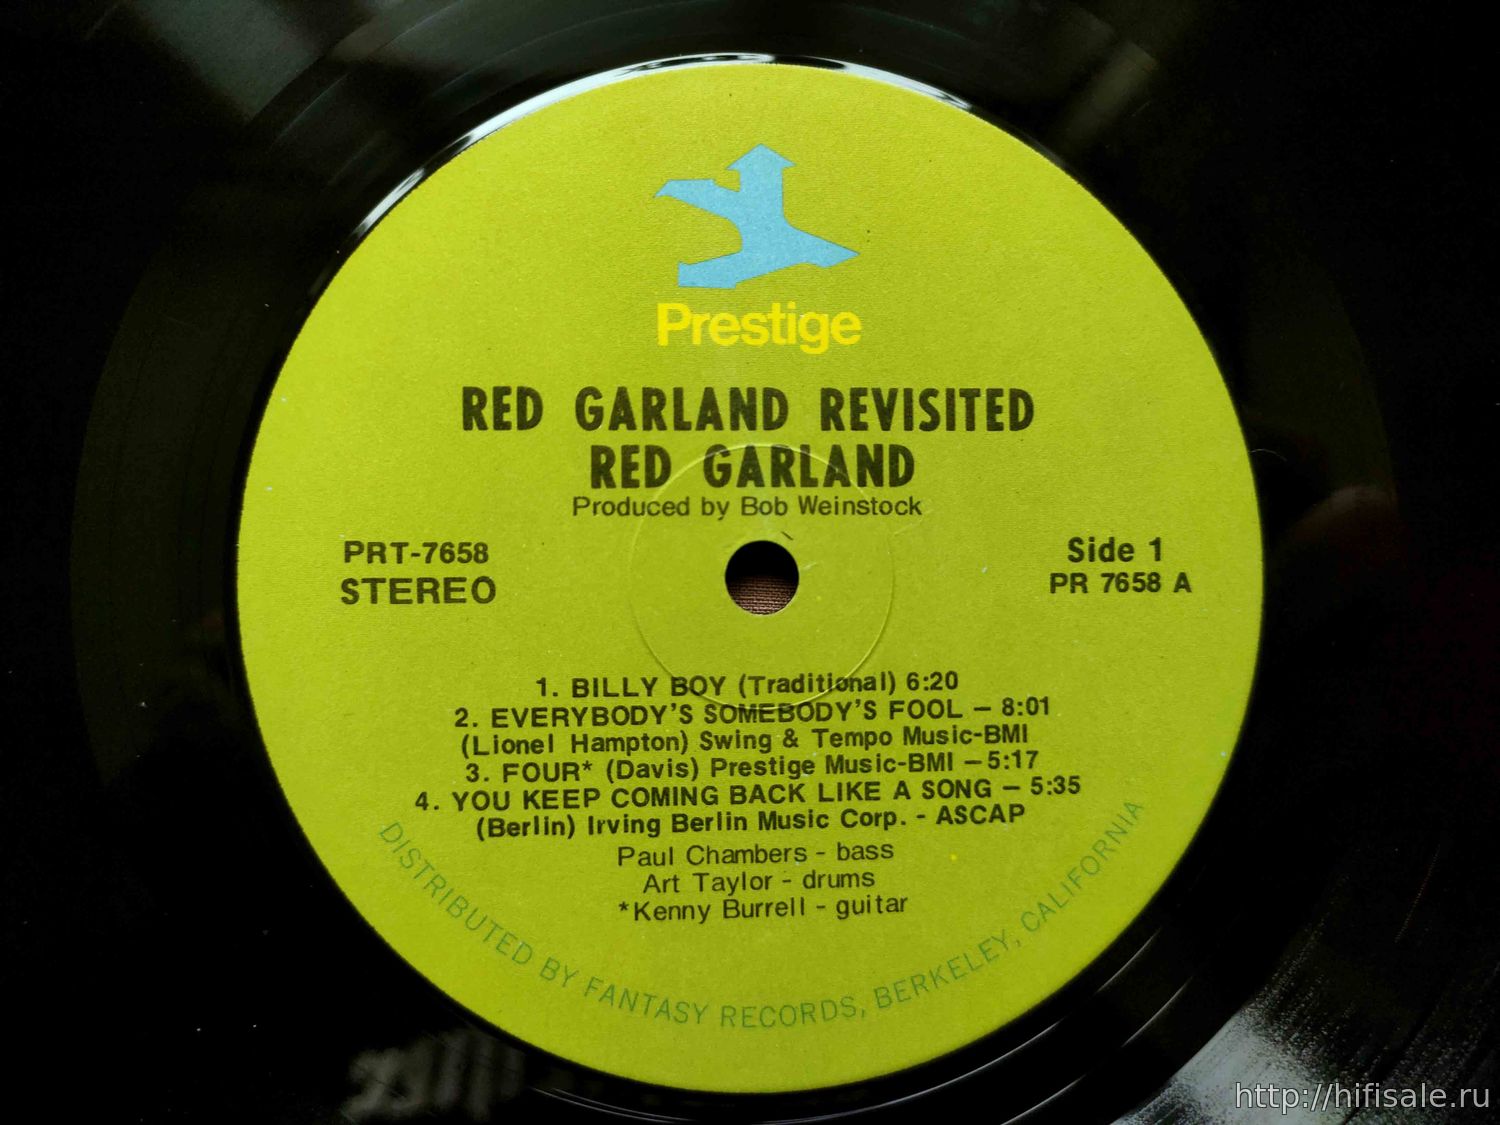 Prestige
RED GARLAND REVISITED
RED GARLAND
Produced by Bob Weinstock
PRT-7658
STEREO
Side 1
PR 7658 A
1. BILLY BOY (Traditional) 6:20
2. EVERYBODY'S SOMEBODY'S FOOL – 8:01
(Lionel Hampton) Swing & Tempo Music-BMI
3. FOUR* (Davis) Prestige Music-BMI – 5:17
4. YOU KEEP COMING BACK LIKE A SONG – 5:35
(Berlin) Irving Berlin Music Corp. - ASCAP
Paul Chambers - bass
Art Taylor - drums
*Kenny Burrell - guitar
DISTRIBUTED BY FANTASY RECORDS, BERKELEY, CALIFORNIA
http://hifisale.ru